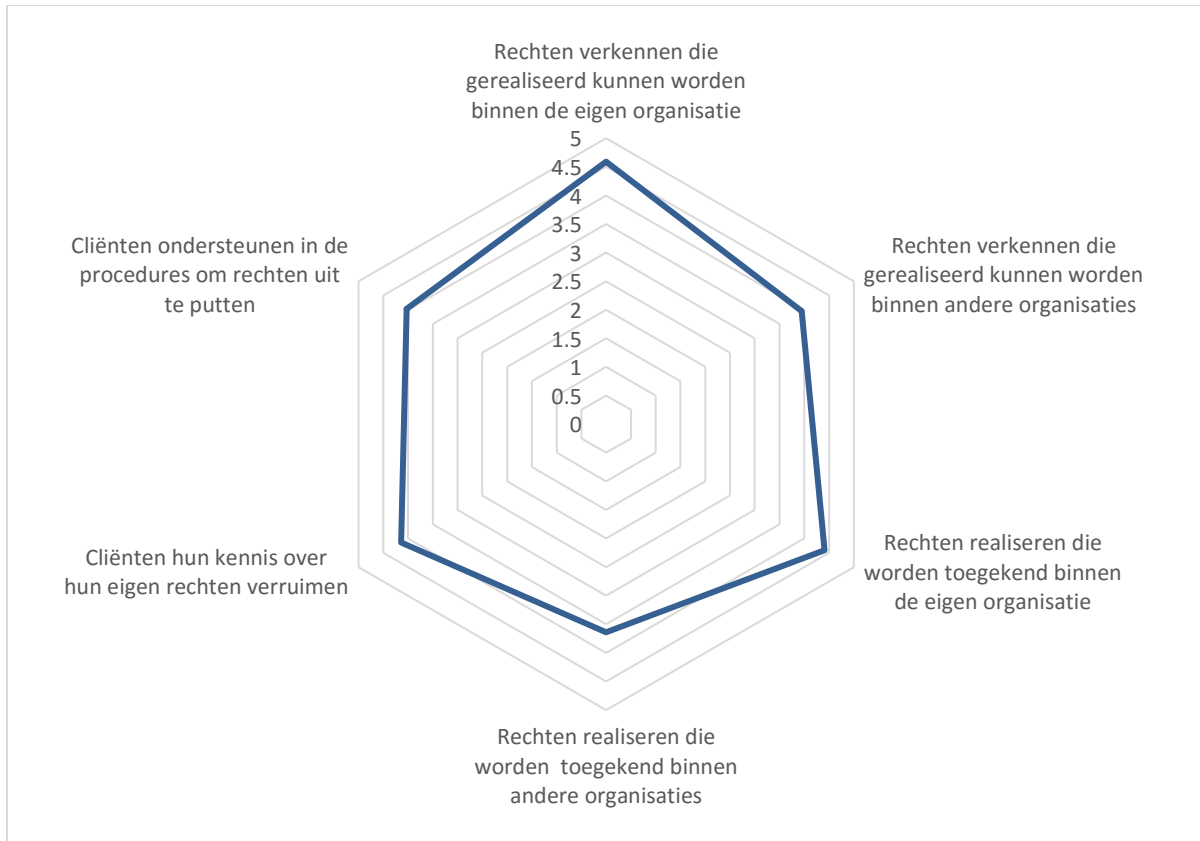 Rechten verkennen die
gerealiseerd kunnen worden
binnen de eigen organisatie
5
4.5
4
3.5
3
2.5
2
1.5
1
0.5
0
Rechten verkennen die
gerealiseerd kunnen worden
binnen andere organisaties
Rechten realiseren die
worden toegekend binnen
de eigen organisatie
Rechten realiseren die
worden  toegekend binnen
andere organisaties
Cliënten hun kennis over
hun eigen rechten verruimen
Cliënten ondersteunen in de
procedures om rechten uit
te putten